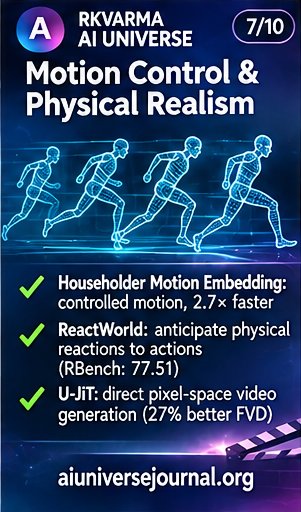 A
RKVARMA
AI UNIVERSE
7/10
Motion Control &
Physical Realism
Householder Motion Embedding:
controlled motion, 2.7× faster
ReactWorld: anticipate physical
reactions to actions
(RBench: 77.51)
U-JiT: direct pixel-space video
generation (27% better FVD)
aiuniversejournal.org